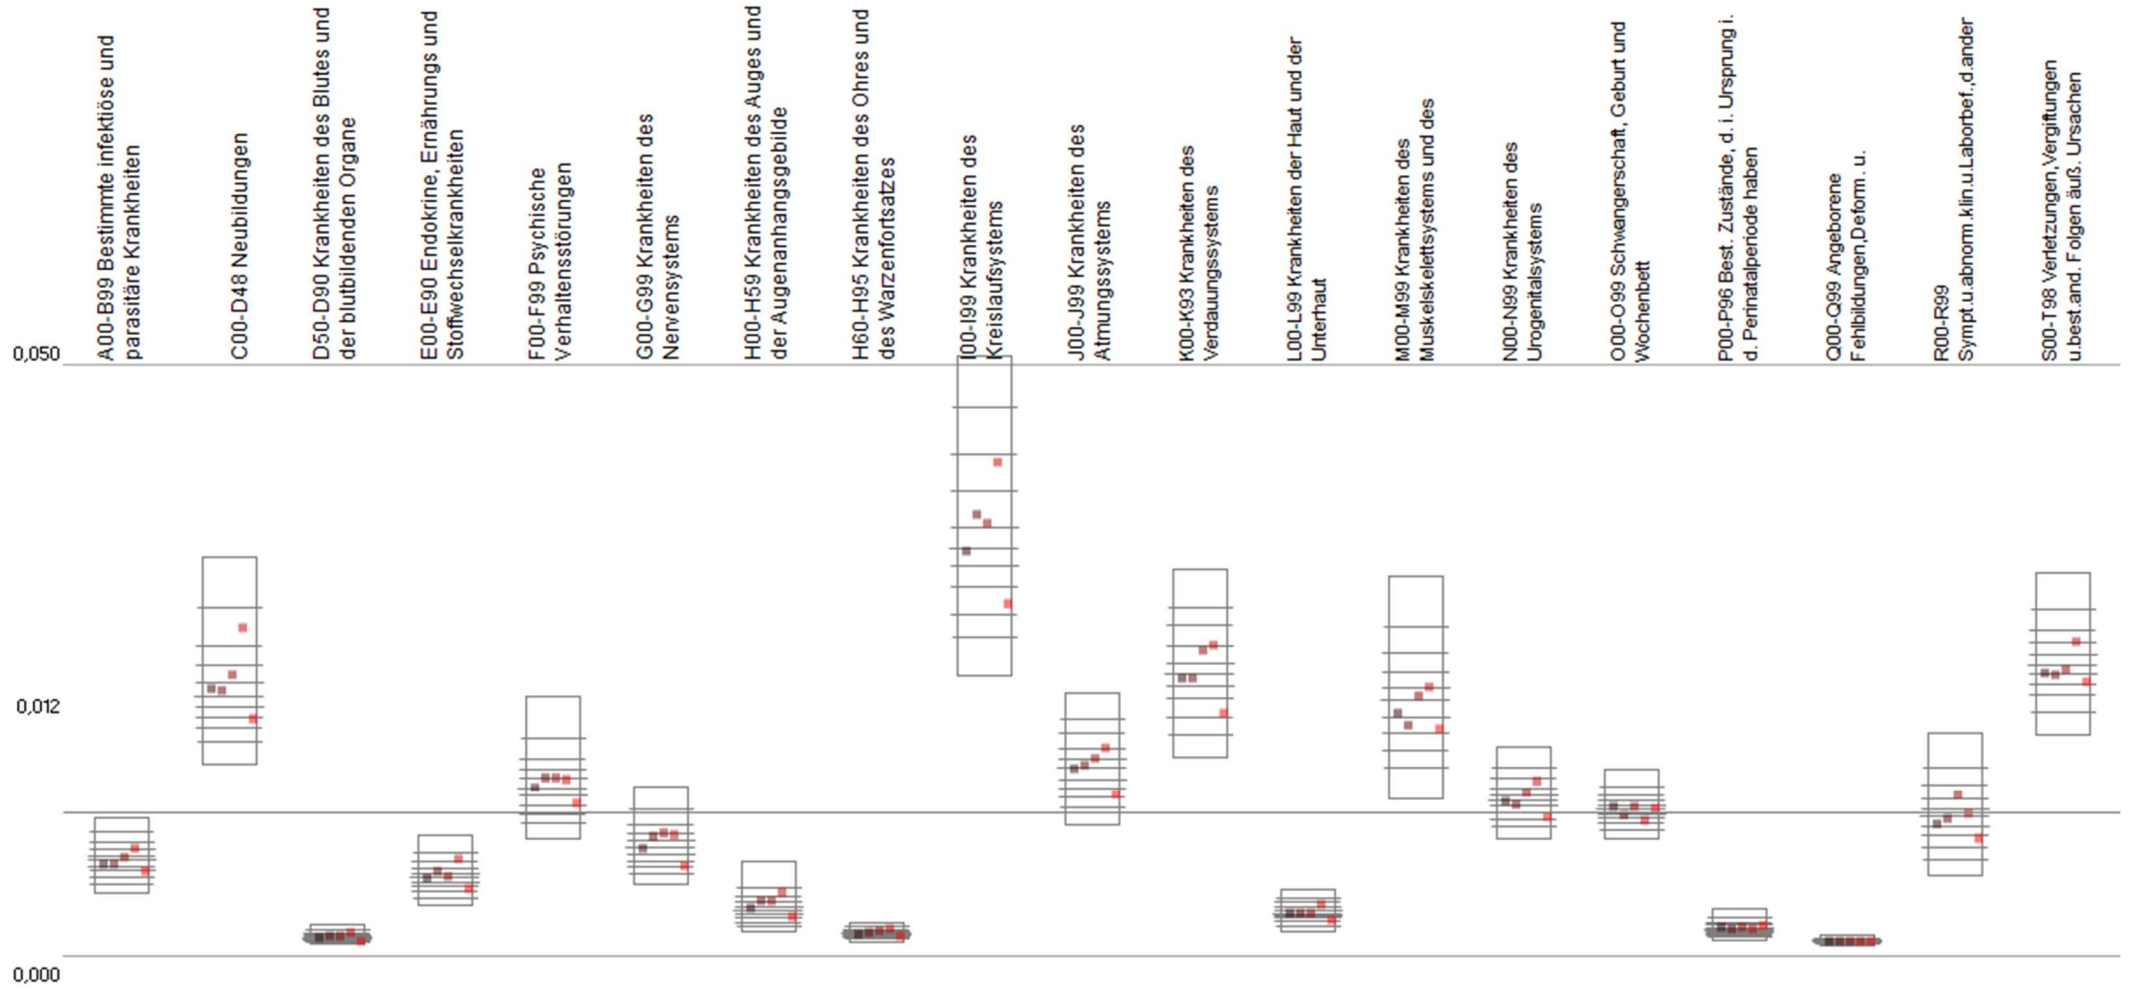 A00-B99 Bestimmte infektiöse und
parasitäre Krankheiten
C00-D48 Neubildungen
D50-D90 Krankheiten des Blutes und
der blutbildenden Organe
E00-E90 Endokrine, Ernährungs und
Stoffwechselkrankheiten
F00-F99 Psychische
Verhaltensstörungen
G00-G99 Krankheiten des
Nervensystems
H00-H59 Krankheiten des Auges und
der Augenanhangsgebilde
H60-H95 Krankheiten des Ohres und
des Warzenfortsatzes
I00-I99 Krankheiten des
Kreislaufsystems
J00-J99 Krankheiten des
Atmungssystems
K00-K93 Krankheiten des
Verdauungssystems
L00-L99 Krankheiten der Haut und der
Unterhaut
M00-M99 Krankheiten des
Muskelskelettsystems und des
N00-N99 Krankheiten des
Urogenitalsystems
O00-O99 Schwangerschaft, Geburt und
Wochenbett
P00-P96 Best. Zustände, d. i. Ursprung i.
d. Perinatalperiode haben
Q00-Q99 Angeborene
Fehlbildungen,Deform. u.
R00-R99
Sympt.u.abnorm.klin.u.Laborbef.,d.ander
S00-T98 Verletzungen,Vergiftungen
u.best.and. Folgen äuß. Ursachen
0,050
0,012
0,000